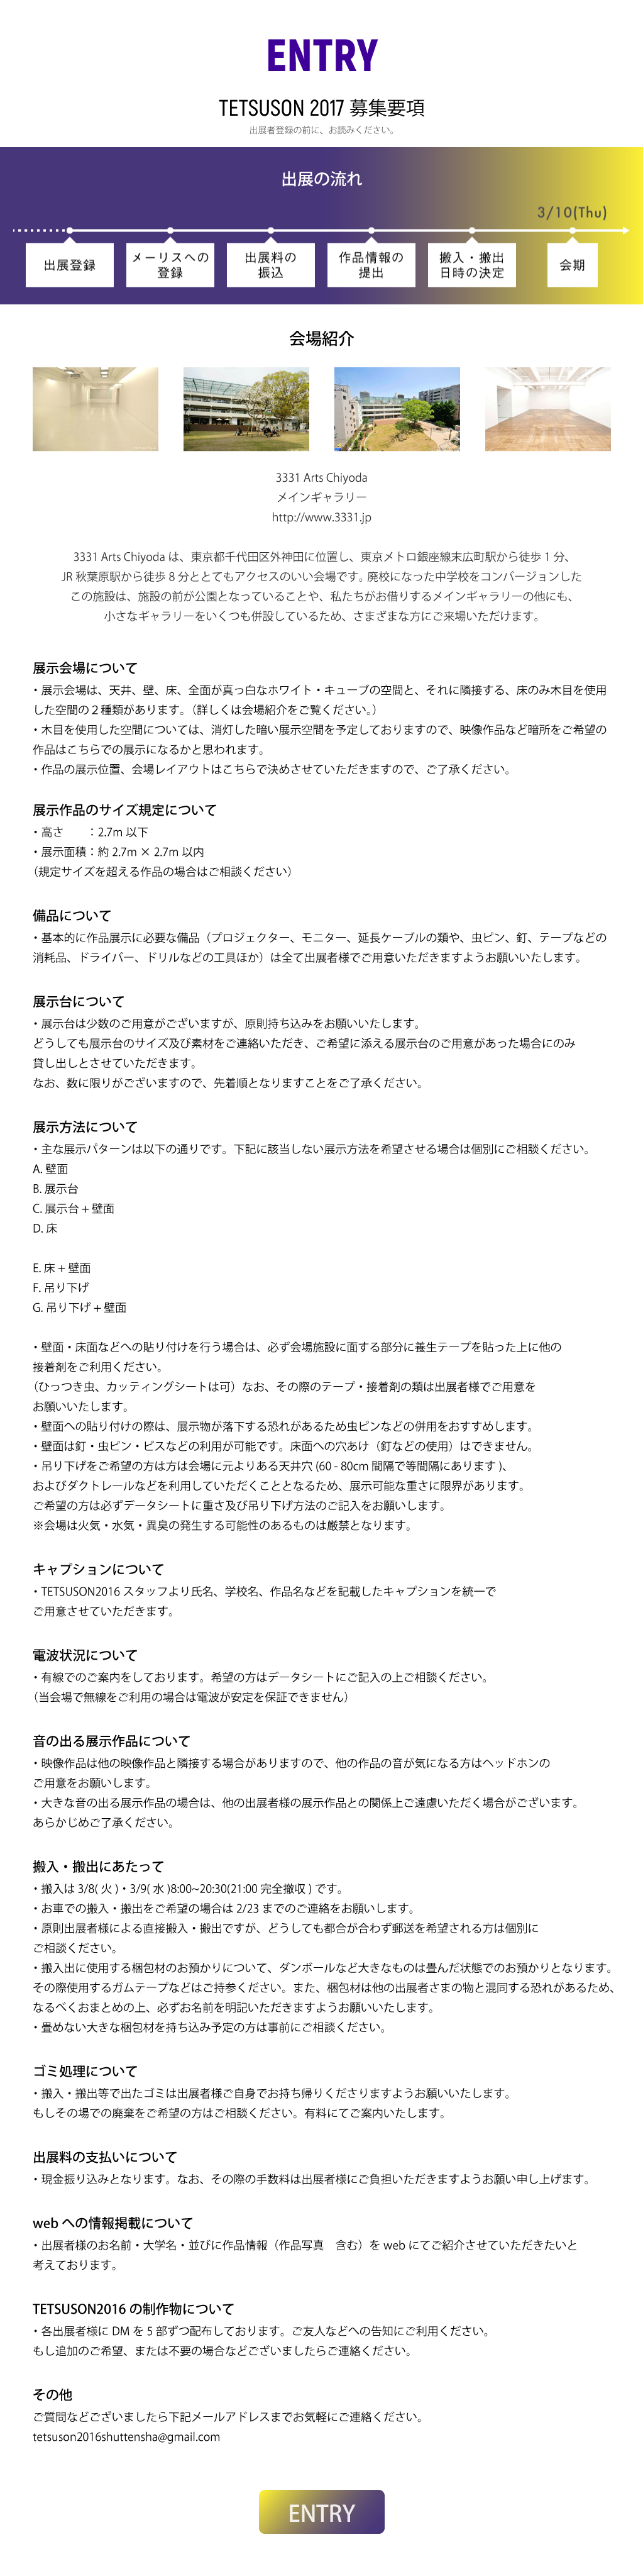 ENTRY
TETSUSON 2017 募集要項
出展者登録の前に、お読みください。
出展の流れ
3/10(Thu)
出展登録
メーリスへの
登録
出展料の
振込
作品情報の
提出
搬入・搬出
日時の決定
会期
会場紹介
3331 Arts Chiyoda
メインギャラリー
http://www.3331.jp
3331 Arts Chiyoda は、東京都千代田区外神田に位置し、東京メトロ銀座線末広町駅から徒歩 1 分、
JR 秋葉原駅から徒歩 8 分ととてもアクセスのいい会場です。廃校になった中学校をコンバージョンした
この施設は、施設の前が公園となっていることや、私たちがお借りするメインギャラリーの他にも、
小さなギャラリーをいくつも併設しているため、さまざまな方にご来場いただけます。
展示会場について
・展示会場は、天井、壁、床、全面が真っ白なホワイト・キューブの空間と、それに隣接する、床のみ木目を使用
した空間の２種類があります。（詳しくは会場紹介をご覧ください。）
・木目を使用した空間については、消灯した暗い展示空間を予定しておりますので、映像作品など暗所をご希望の
作品はこちらでの展示になるかと思われます。
・作品の展示位置、会場レイアウトはこちらで決めさせていただきますので、ご了承ください。
展示作品のサイズ規定について
・高さ　　：2.7m 以下
・展示面積：約 2.7m × 2.7m 以内
（規定サイズを超える作品の場合はご相談ください）
備品について
・基本的に作品展示に必要な備品（プロジェクター、モニター、延長ケーブルの類や、虫ピン、釘、テープなどの
消耗品、ドライバー、ドリルなどの工具ほか）は全て出展者様でご用意いただきますようお願いいたします。
展示台について
・展示台は少数のご用意がございますが、原則持ち込みをお願いいたします。
どうしても展示台のサイズ及び素材をご連絡いただき、ご希望に添える展示台のご用意があった場合にのみ
貸し出しとさせていただきます。
なお、数に限りがございますので、先着順となりますことをご了承ください。
展示方法について
・主な展示パターンは以下の通りです。下記に該当しない展示方法を希望させる場合は個別にご相談ください。
A. 壁面
B. 展示台
C. 展示台 + 壁面
D. 床
E. 床 + 壁面
F. 吊り下げ
G. 吊り下げ + 壁面
・壁面・床面などへの貼り付けを行う場合は、必ず会場施設に面する部分に養生テープを貼った上に他の
接着剤をご利用ください。
（ひっつき虫、カッティングシートは可）なお、その際のテープ・接着剤の類は出展者様でご用意を
お願いいたします。
・壁面への貼り付けの際は、展示物が落下する恐れがあるため虫ピンなどの併用をおすすめします。
・壁面は釘・虫ピン・ビスなどの利用が可能です。床面への穴あけ（釘などの使用）はできません。
・吊り下げをご希望の方は方は会場に元よりある天井穴 (60 - 80cm 間隔で等間隔にあります )、
およびダクトレールなどを利用していただくこととなるため、展示可能な重さに限界があります。
ご希望の方は必ずデータシートに重さ及び吊り下げ方法のご記入をお願いします。
※会場は火気・水気・異臭の発生する可能性のあるものは厳禁となります。
キャプションについて
・TETSUSON2016 スタッフより氏名、学校名、作品名などを記載したキャプションを統一で
ご用意させていただきます。
電波状況について
・有線でのご案内をしております。希望の方はデータシートにご記入の上ご相談ください。
（当会場で無線をご利用の場合は電波が安定を保証できません）
音の出る展示作品について
・映像作品は他の映像作品と隣接する場合がありますので、他の作品の音が気になる方はヘッドホンの
ご用意をお願いします。
・大きな音の出る展示作品の場合は、他の出展者様の展示作品との関係上ご遠慮いただく場合がございます。
あらかじめご了承ください。
搬入・搬出にあたって
・搬入は 3/8( 火 )・3/9( 水 )8:00~20:30(21:00 完全撤収 ) です。
・お車での搬入・搬出をご希望の場合は 2/23 までのご連絡をお願いします。
・原則出展者様による直接搬入・搬出ですが、どうしても都合が合わず郵送を希望される方は個別に
ご相談ください。
・搬入出に使用する梱包材のお預かりについて、ダンボールなど大きなものは畳んだ状態でのお預かりとなります。
その際使用するガムテープなどはご持参ください。また、梱包材は他の出展者さまの物と混同する恐れがあるため、
なるべくおまとめの上、必ずお名前を明記いただきますようお願いいたします。
・畳めない大きな梱包材を持ち込み予定の方は事前にご相談ください。
ゴミ処理について
・搬入・搬出等で出たゴミは出展者様ご自身でお持ち帰りくださりますようお願いいたします。
もしその場での廃棄をご希望の方はご相談ください。有料にてご案内いたします。
出展料の支払いについて
・現金振り込みとなります。なお、その際の手数料は出展者様にご負担いただきますようお願い申し上げます。
web への情報掲載について
・出展者様のお名前・大学名・並びに作品情報（作品写真　含む）を web にてご紹介させていただきたいと
考えております。
TETSUSON2016 の制作物について
・各出展者様に DM を 5 部ずつ配布しております。ご友人などへの告知にご利用ください。
もし追加のご希望、または不要の場合などございましたらご連絡ください。
その他
ご質問などございましたら下記メールアドレスまでお気軽にご連絡ください。
tetsuson2016shuttensha@gmail.com
ENTRY